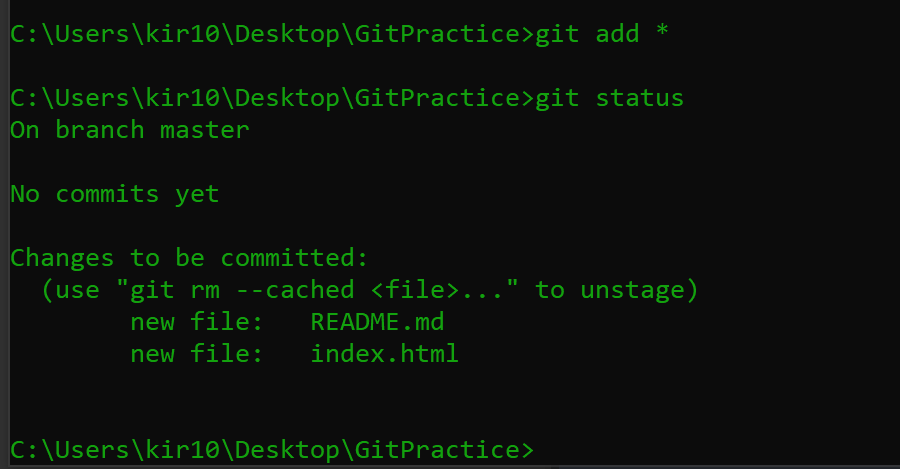 C:\Users\kir10\Desktop\GitPractice>git add *
C:\Users\kir10\Desktop\GitPractice>git status
On branch master
No commits yet
Changes to be committed:
  (use "git rm --cached <file>..." to unstage)
        new file:   README.md
        new file:   index.html
C:\Users\kir10\Desktop\GitPractice>